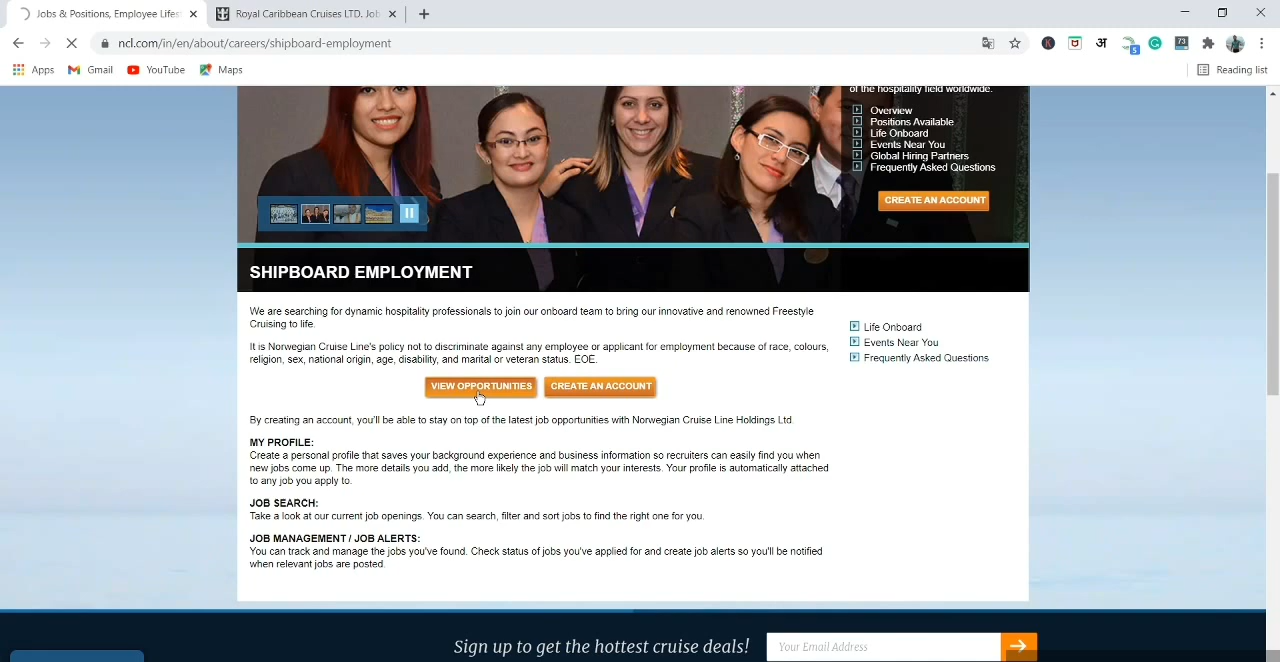 Jobs & Positions, Employee Lifes
Royal Caribbean Cruises LTD. Job
ncl.com/in/en/about/careers/shipboard-employment
अ
5
73
Apps
Gmail
YouTube
Maps
Reading list
of the hospitality field worldwide.
Overview
Positions Available
Life Onboard
Events Near You
Global Hiring Partners
Frequently Asked Questions
CREATE AN ACCOUNT
SHIPBOARD EMPLOYMENT
We are searching for dynamic hospitality professionals to join our onboard team to bring our innovative and renowned Freestyle
Cruising to life.
It is Norwegian Cruise Line's policy not to discriminate against any employee or applicant for employment because of race, colours,
religion, sex, national origin, age, disability, and marital or veteran status. EOE.
VIEW OPPORTUNITIES
CREATE AN ACCOUNT
Life Onboard
Events Near You
Frequently Asked Questions
By creating an account, you'll be able to stay on top of the latest job opportunities with Norwegian Cruise Line Holdings Ltd.
MY PROFILE:
Create a personal profile that saves your background experience and business information so recruiters can easily find you when
new jobs come up. The more details you add, the more likely the job will match your interests. Your profile is automatically attached
to any job you apply to.
JOB SEARCH:
Take a look at our current job openings. You can search, filter and sort jobs to find the right one for you.
JOB MANAGEMENT / JOB ALERTS:
You can track and manage the jobs you've found. Check status of jobs you've applied for and create job alerts so you'll be notified
when relevant jobs are posted.
Sign up to get the hottest cruise deals!
Your Email Address